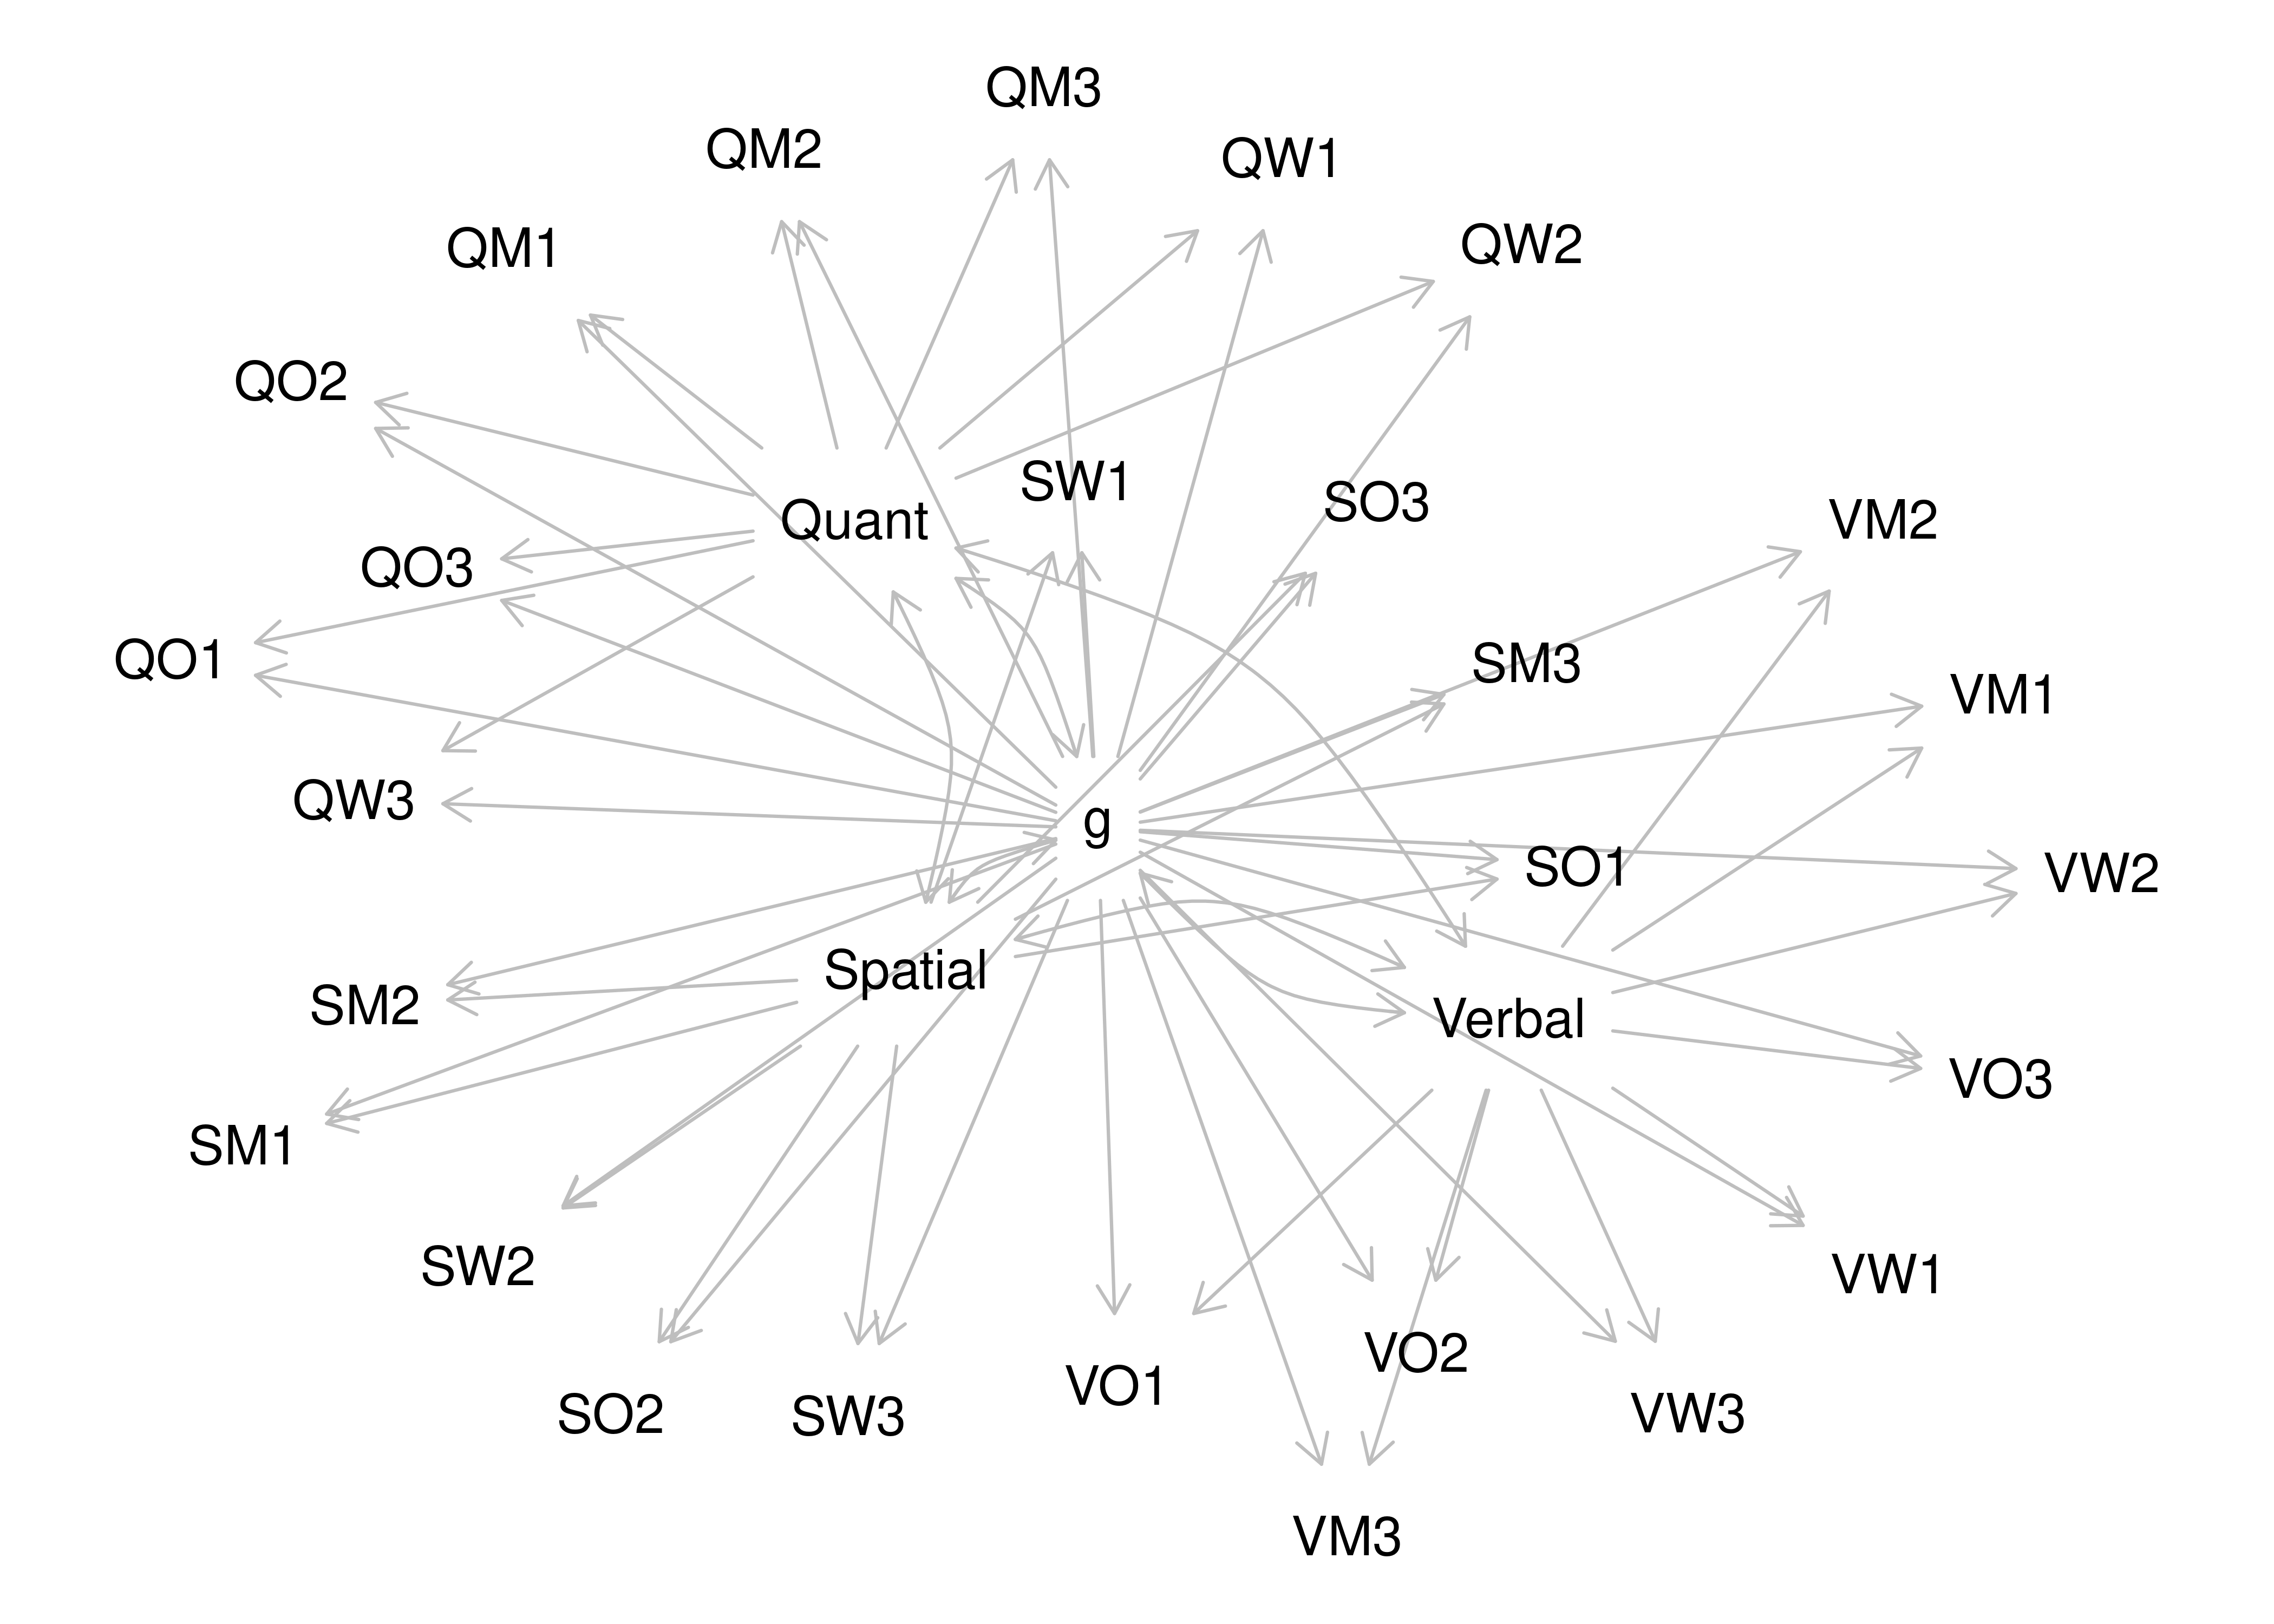 QM3
QM2
QW1
QM1
QW2
QO2
SW1
SO3
Quant
VM2
QO3
QO1
SM3
VM1
QW3
g
SO1
VW2
Spatial
SM2
Verbal
VO3
SM1
SW2
VW1
VO2
VO1
SO2
SW3
VW3
VM3